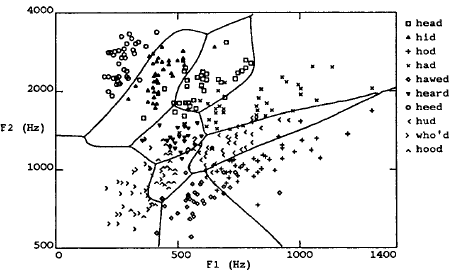 4000
2000
F2 (Hz)
1000
500
0
500
1000
1400
F1 (Hz)
head
hid
hod
had
hawed
heard
heed
hud
who'd
hood